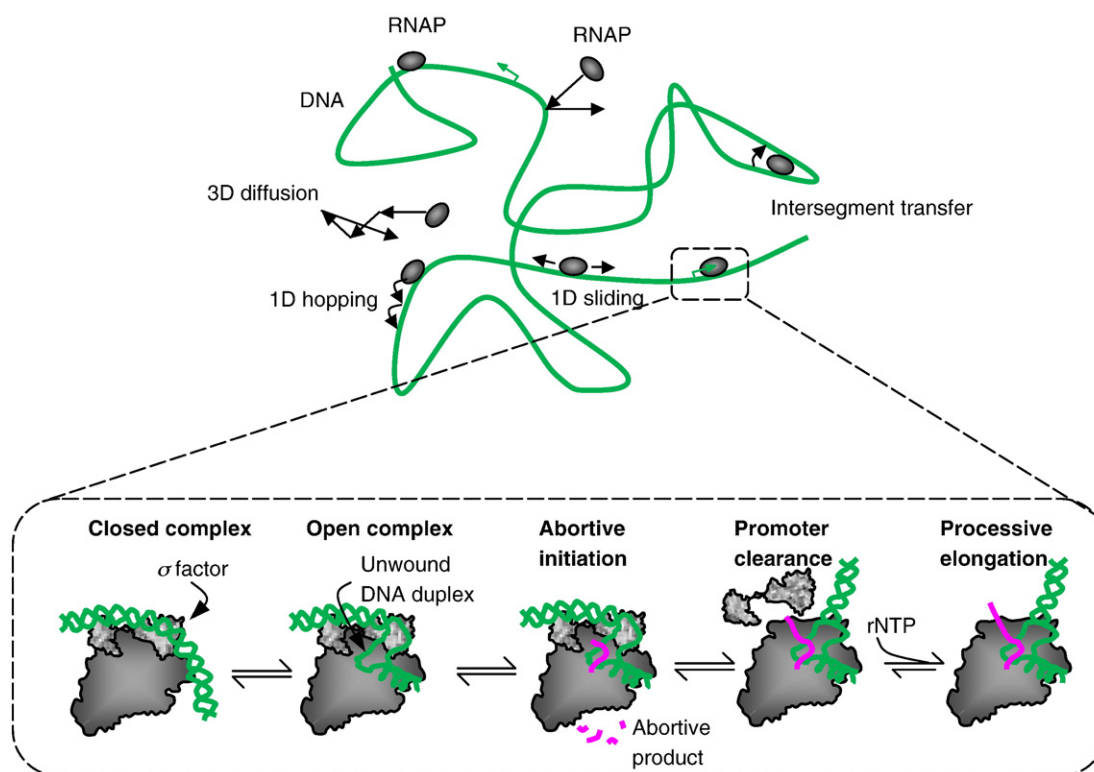 RNAP
RNAP
DNA
3D diffusion
Intersegment transfer
1D hopping
1D sliding
Closed complex
Open complex
Abortive
initiation
Promoter
clearance
Processive
elongation
σ factor
Unwound
DNA duplex
rNTP
Abortive
product